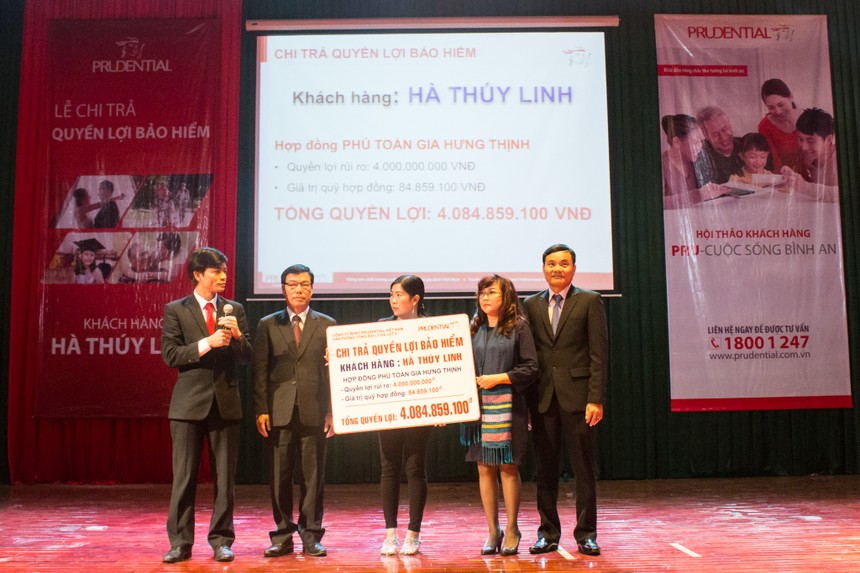 PRUDENTIAL
LỄ CHI TRẢ
QUYỀN LỢI BẢO HIỂM
KHÁCH HÀNG
HÀ THÚY L
CHI TRẢ QUYỀN LỢI BẢO HIỂM
Khách hàng: HÀ THÚY LINH
Hợp đồng PHÚ TOÀN GIA HƯNG THỊNH
• Quyền lợi rủi ro: 4.000.000.000 VNĐ
• Giá trị quỹ hợp đồng: 84.859.100 VNĐ
TỔNG QUYỀN LỢI: 4.084.859.100 VNĐ
PRUDENTIAL
CHI TRẢ QUYỀN LỢI BẢO HIỂM
KHÁCH HÀNG : HÀ THÚY LINH
HỢP ĐỒNG PHÚ TOÀN GIA HƯNG THỊNH
- Quyền lợi rủi ro: 4.000.000.000đ
- Giá trị quỹ hợp đồng: 84.859.100đ
TỔNG QUYỀN LỢI: 4.084.859.100đ
PRUDENTIAL
HỘI THẢO KHÁCH HÀNG
PRU-CUỘC SỐNG BÌNH AN
LIÊN HỆ NGAY ĐỂ ĐƯỢC TƯ VẤN
1800 1 247
www.prudential.com.vn